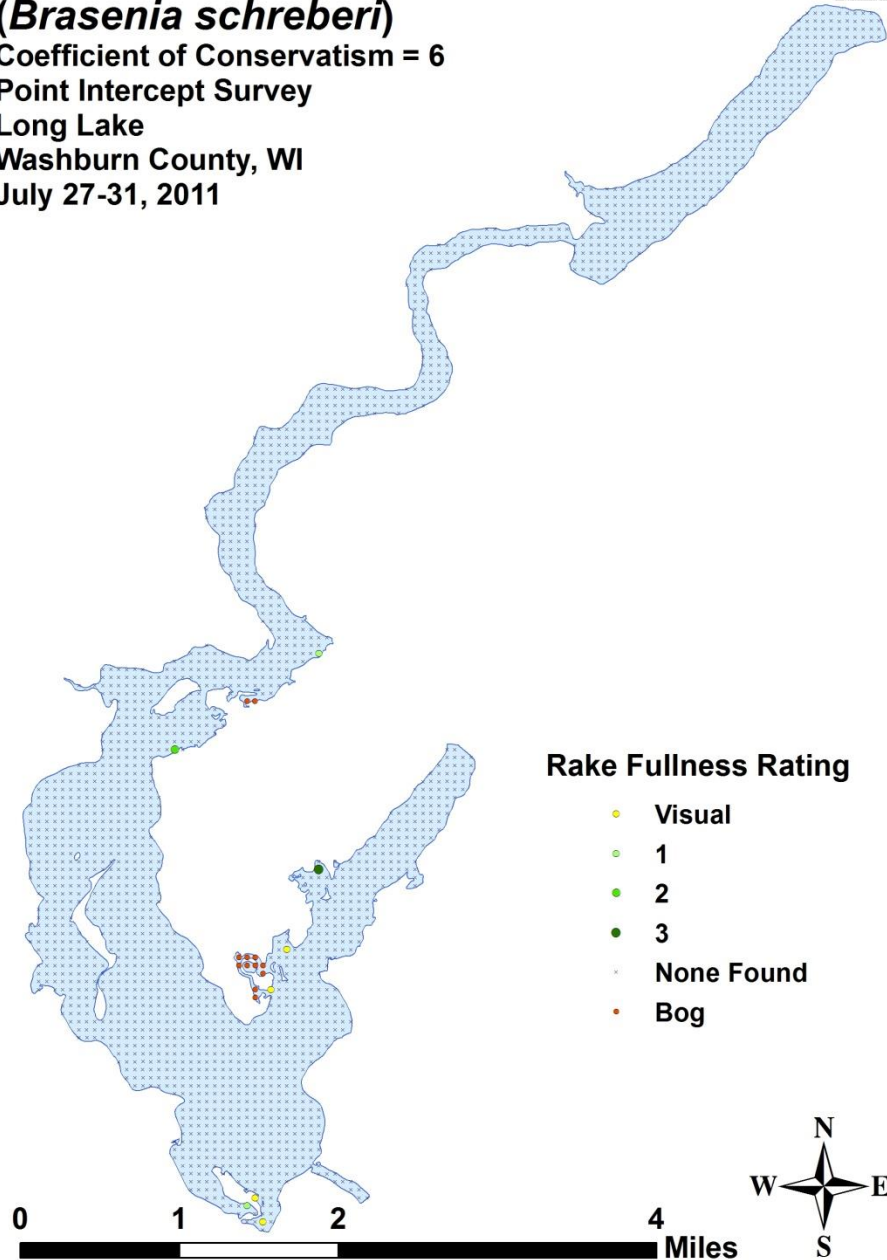 (Brasenia schreberi)
Coefficient of Conservatism = 6
Point Intercept Survey
Long Lake
Washburn County, WI
July 27-31, 2011
Rake Fullness Rating
Visual
1
2
3
None Found
Bog
N
W E
S
0 1 2 4
Miles